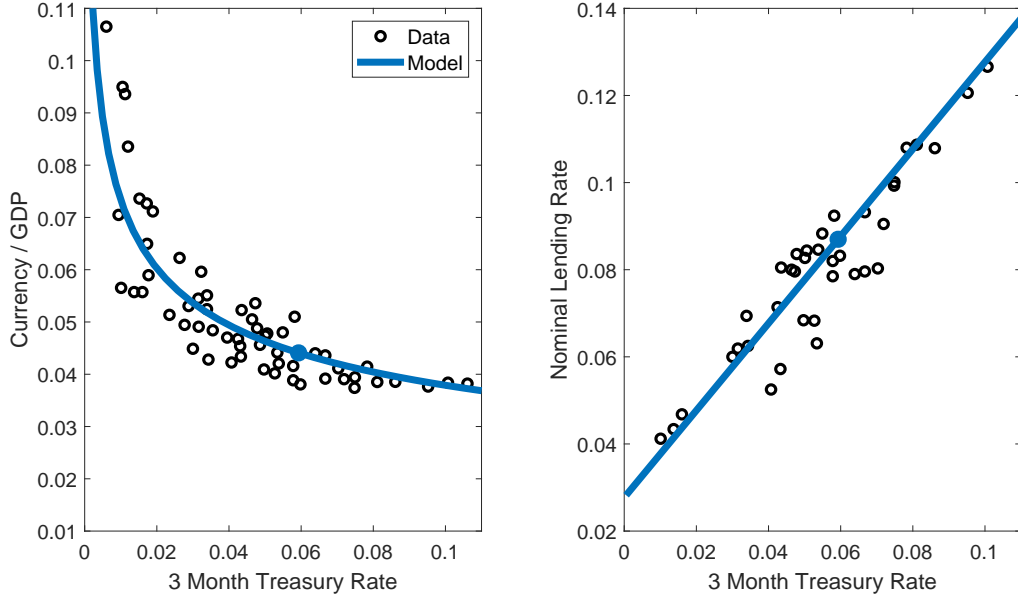 0.11
0.1
0.09
0.08
0.07
0.06
0.05
0.04
0.03
0.02
0.01
Currency / GDP
Data
Model
0 0.02 0.04 0.06 0.08 0.1
3 Month Treasury Rate
0.14
0.12
0.1
0.08
0.06
0.04
0.02
Nominal Lending Rate
0 0.02 0.04 0.06 0.08 0.1
3 Month Treasury Rate